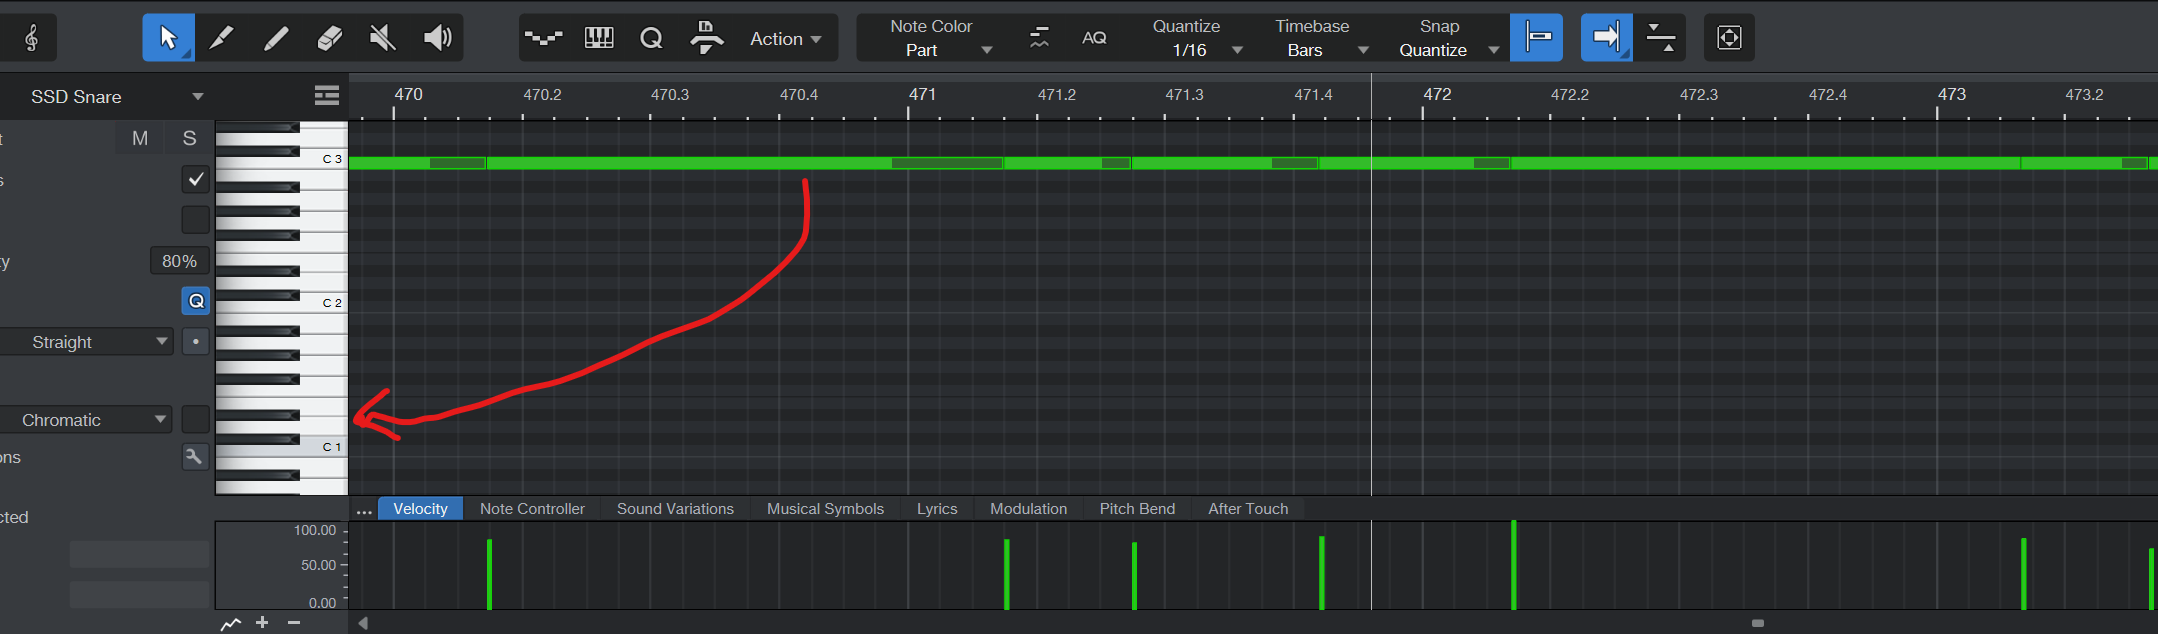 Action
Note Color
Part
AQ
Quantize
1/16
Timebase
Bars
Snap
Quantize
SSD Snare
470 470.2 470.3 470.4 471 471.2 471.3 471.4 472 472.2 472.3 472.4 473 473.2
t M S
C 3
s
ty 80%
Q
C 2
Straight
Chromatic
C 1
ons
cted
... Velocity Note Controller Sound Variations Musical Symbols Lyrics Modulation Pitch Bend After Touch
100.00
50.00
0.00